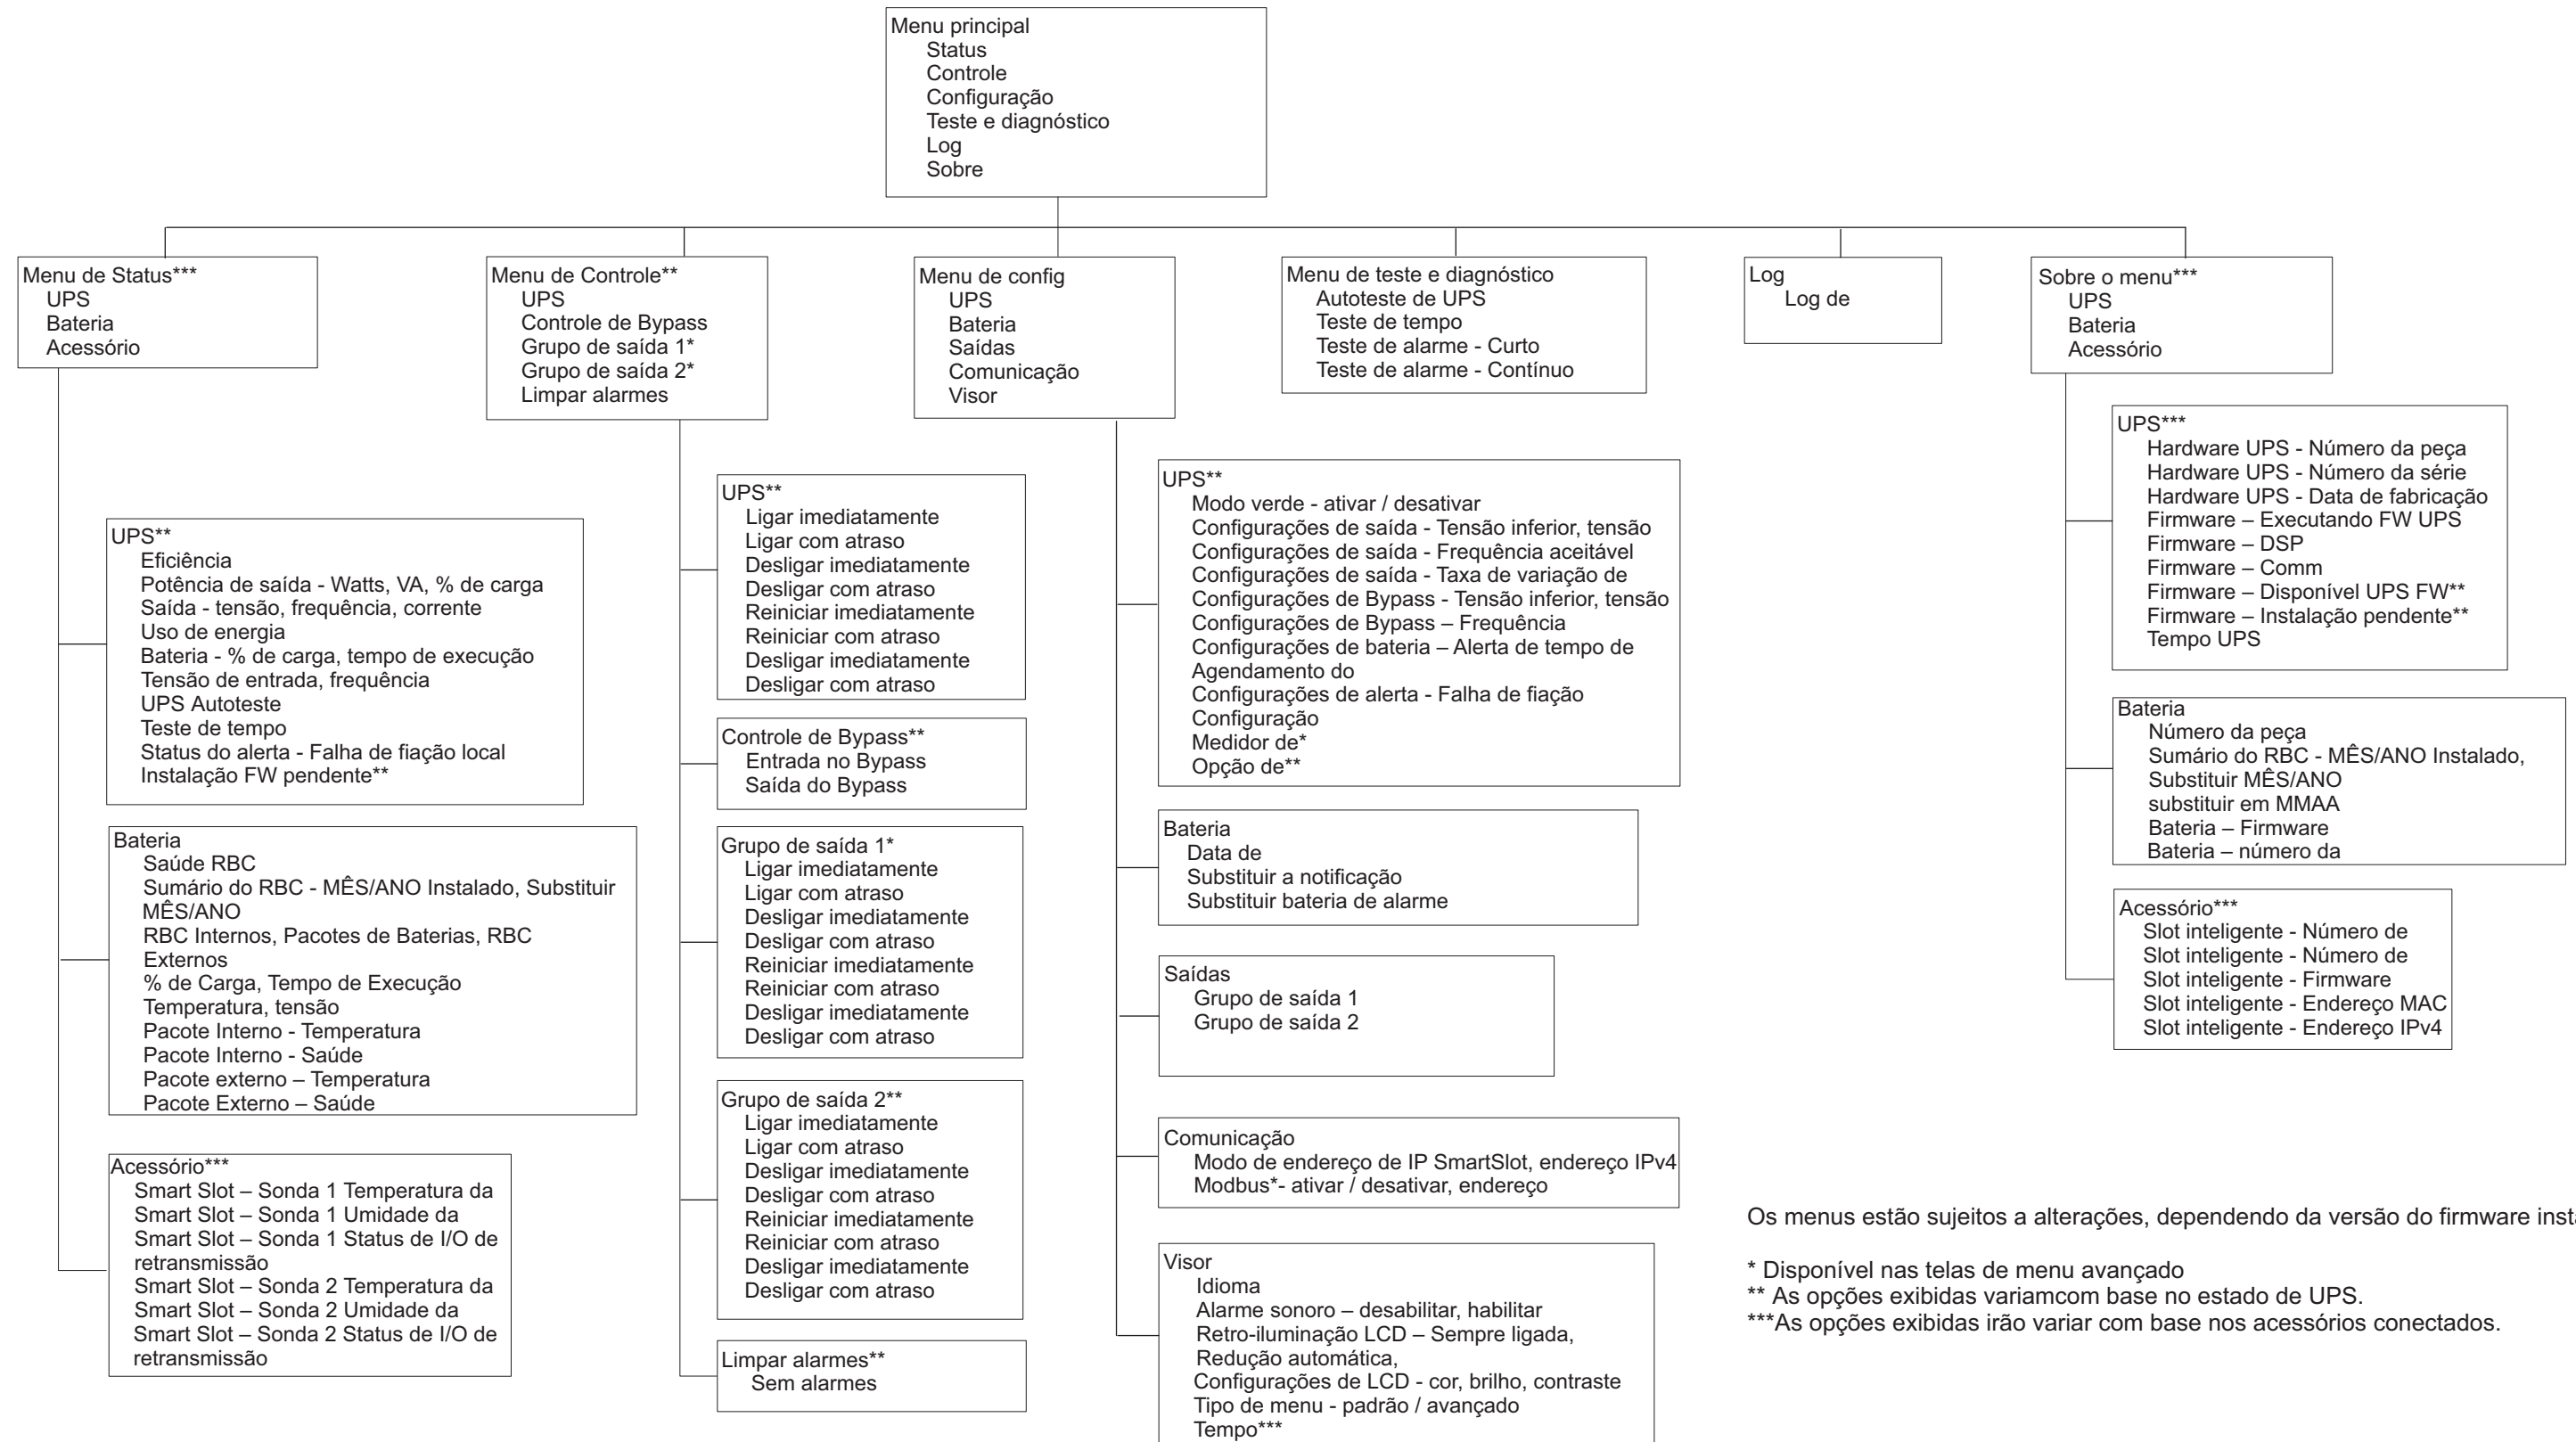 Menu principal
Status
Controle
Configuração
Teste e diagnóstico
Log
Sobre
Menu de Status***
UPS
Bateria
Acessório
UPS**
Eficiência
Potência de saída - Watts, VA, % de carga
Saída - tensão, frequência, corrente
Uso de energia
Bateria - % de carga, tempo de execução
Tensão de entrada, frequência
UPS Autoteste
Teste de tempo
Status do alerta - Falha de fiação local
Instalação FW pendente**
Bateria
Saúde RBC
Sumário do RBC - MÊS/ANO Instalado, Substituir
MÊS/ANO
RBC Internos, Pacotes de Baterias, RBC
Externos
% de Carga, Tempo de Execução
Temperatura, tensão
Pacote Interno - Temperatura
Pacote Interno - Saúde
Pacote externo – Temperatura
Pacote Externo – Saúde
Acessório***
Smart Slot – Sonda 1 Temperatura da
Smart Slot – Sonda 1 Umidade da
Smart Slot – Sonda 1 Status de I/O de
retransmissão
Smart Slot – Sonda 2 Temperatura da
Smart Slot – Sonda 2 Umidade da
Smart Slot – Sonda 2 Status de I/O de
retransmissão
Menu de Controle**
UPS
Controle de Bypass
Grupo de saída 1*
Grupo de saída 2*
Limpar alarmes
UPS**
Ligar imediatamente
Ligar com atraso
Desligar imediatamente
Desligar com atraso
Reiniciar imediatamente
Reiniciar com atraso
Desligar imediatamente
Desligar com atraso
Controle de Bypass**
Entrada no Bypass
Saída do Bypass
Grupo de saída 1*
Ligar imediatamente
Ligar com atraso
Desligar imediatamente
Desligar com atraso
Reiniciar imediatamente
Reiniciar com atraso
Desligar imediatamente
Desligar com atraso
Grupo de saída 2**
Ligar imediatamente
Ligar com atraso
Desligar imediatamente
Desligar com atraso
Reiniciar imediatamente
Reiniciar com atraso
Desligar imediatamente
Desligar com atraso
Limpar alarmes**
Sem alarmes
Menu de config
UPS
Bateria
Saídas
Comunicação
Visor
UPS**
Modo verde - ativar / desativar
Configurações de saída - Tensão inferior, tensão
Configurações de saída - Frequência aceitável
Configurações de saída - Taxa de variação de
Configurações de Bypass - Tensão inferior, tensão
Configurações de Bypass – Frequência
Configurações de bateria – Alerta de tempo de
Agendamento do
Configurações de alerta - Falha de fiação
Configuração
Medidor de*
Opção de**
Bateria
Data de
Substituir a notificação
Substituir bateria de alarme
Saídas
Grupo de saída 1
Grupo de saída 2
Comunicação
Modo de endereço de IP SmartSlot, endereço IPv4
Modbus*- ativar / desativar, endereço
Visor
Idioma
Alarme sonoro – desabilitar, habilitar
Retro-iluminação LCD – Sempre ligada,
Redução automática,
Configurações de LCD - cor, brilho, contraste
Tipo de menu - padrão / avançado
Tempo***
Menu de teste e diagnóstico
Autoteste de UPS
Teste de tempo
Teste de alarme - Curto
Teste de alarme - Contínuo
Log
Log de
Sobre o menu***
UPS
Bateria
Acessório
UPS***
Hardware UPS - Número da peça
Hardware UPS - Número da série
Hardware UPS - Data de fabricação
Firmware – Executando FW UPS
Firmware – DSP
Firmware – Comm
Firmware – Disponível UPS FW**
Firmware – Instalação pendente**
Tempo UPS
Bateria
Número da peça
Sumário do RBC - MÊS/ANO Instalado,
Substituir MÊS/ANO
substituir em MMAA
Bateria – Firmware
Bateria – número da
Acessório***
Slot inteligente - Número de
Slot inteligente - Número de
Slot inteligente - Firmware
Slot inteligente - Endereço MAC
Slot inteligente - Endereço IPv4
Os menus estão sujeitos a alterações, dependendo da versão do firmware
* Disponível nas telas de menu avançado
** As opções exibidas variamcom base no estado de UPS.
***As opções exibidas irão variar com base nos acessórios conectados.